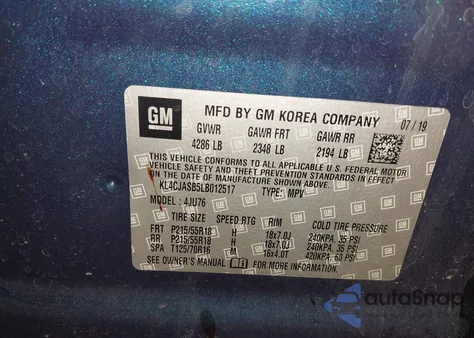 GM
MFD BY GM KOREA COMPANY
GVWR GAWR FRT GAWR RR 07/19
4286 LB 2348 LB 2194 LB
THIS VEHICLE CONFORMS TO ALL APPLICABLE U.S. FEDERAL MOTOR
VEHICLE SAFETY AND THEFT PREVENTION STANDARDS IN EFFECT
ON THE DATE OF MANUFACTURE SHOWN ABOVE.
KL4CJASB5LB012517 TYPE: MPV
MODEL: 4JU76
TIRE SIZE SPEED RTG RIM COLD TIRE PRESSURE
FRT P215/55R18 H 18x7.0J 240KPA, 35 PSI
RR P215/55R18 H 18x7.0J 240KPA, 35 PSI
SPA T125/70R16 M 16x4.0T 420KPA, 60 PSI
SEE OWNER'S MANUAL FOR MORE INFORMATION.
autoSnap